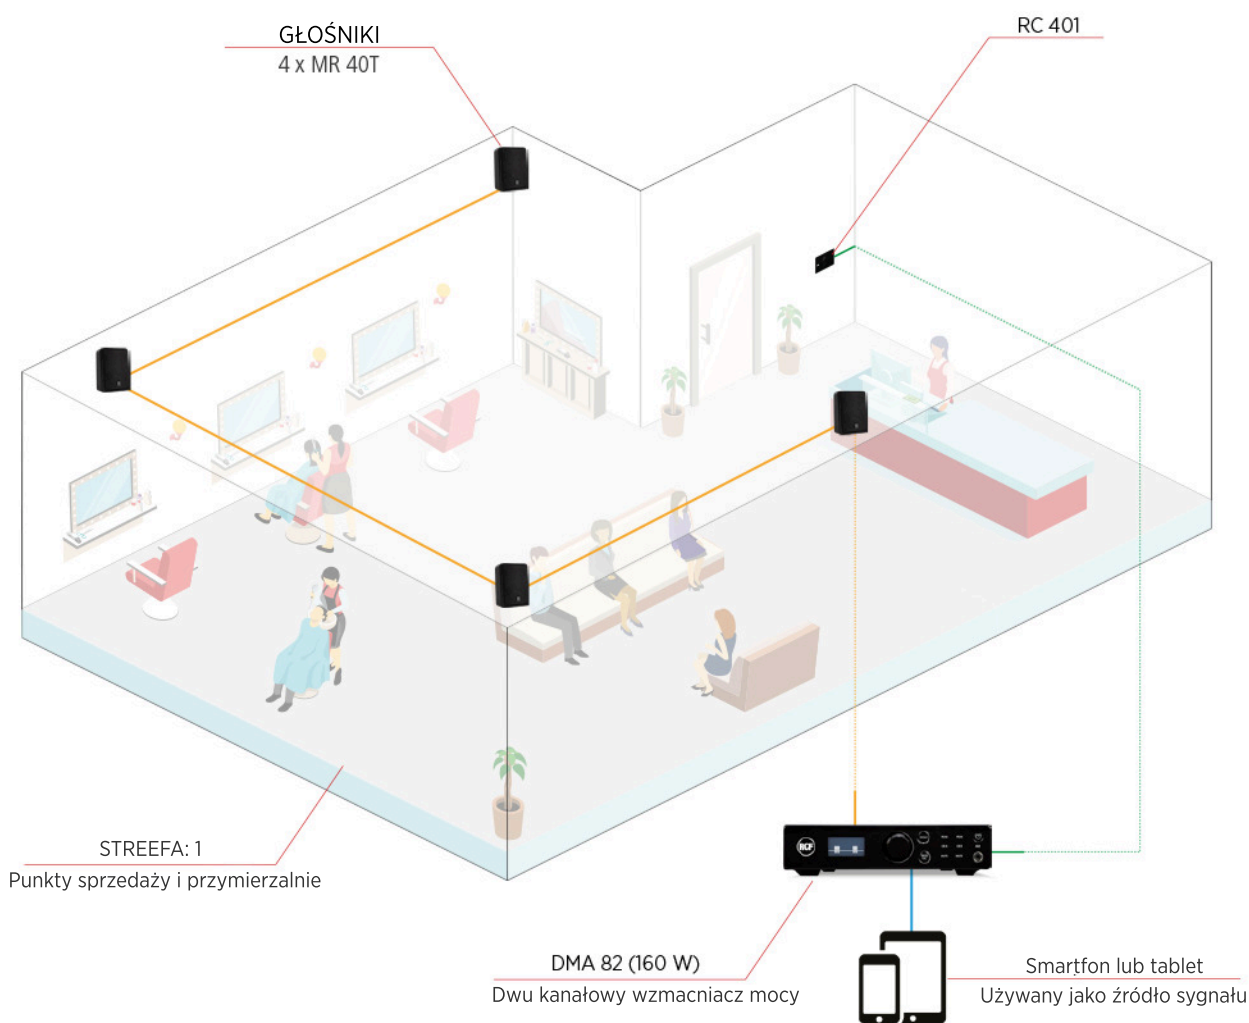 GŁOŚNIKI
4 x MR 40T
RC 401
STREEFA: 1
Punkty sprzedaży i przymierzalnie
RCF
DMA 82 (160 W)
Dwu kanałowy wzmacniacz mocy
Smartfon lub tablet
Używany jako źródło sygnału